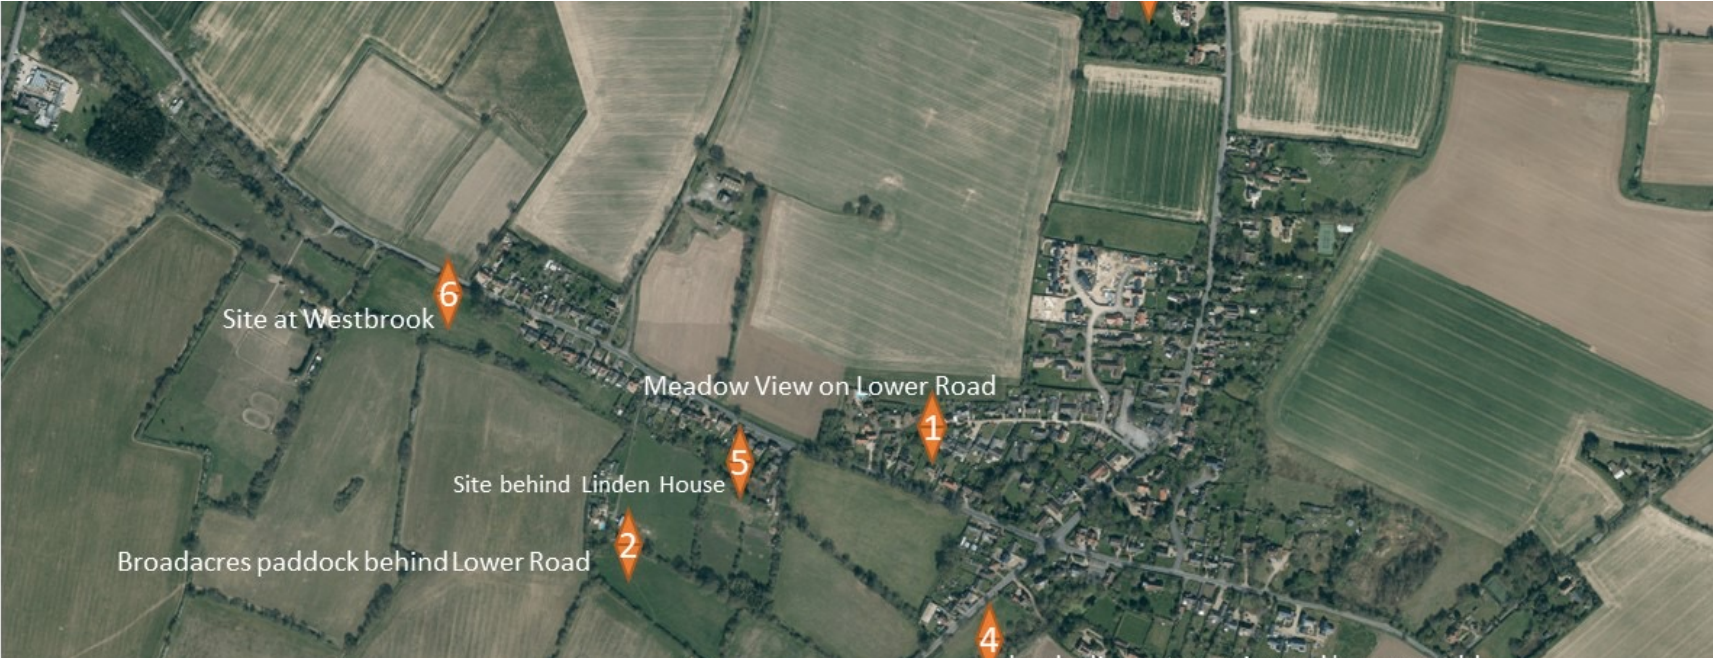 6
Site at Westbrook
Meadow View on Lower Road
1
5
Site behind Linden House
2
Broadacres paddock behind Lower Road
4